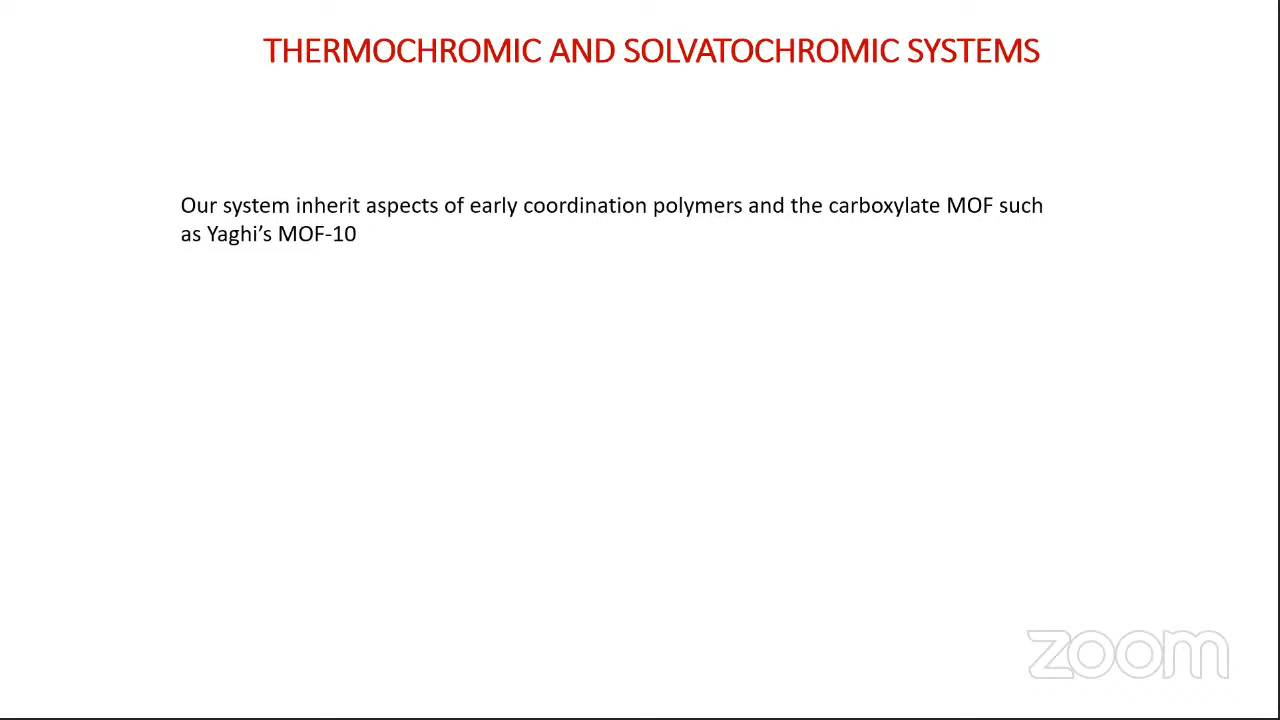 THERMOCHROMIC AND SOLVATOCHROMIC SYSTEMS
Our system inherit aspects of early coordination polymers and the carboxylate MOF such
as Yaghi’s MOF-10
zoom